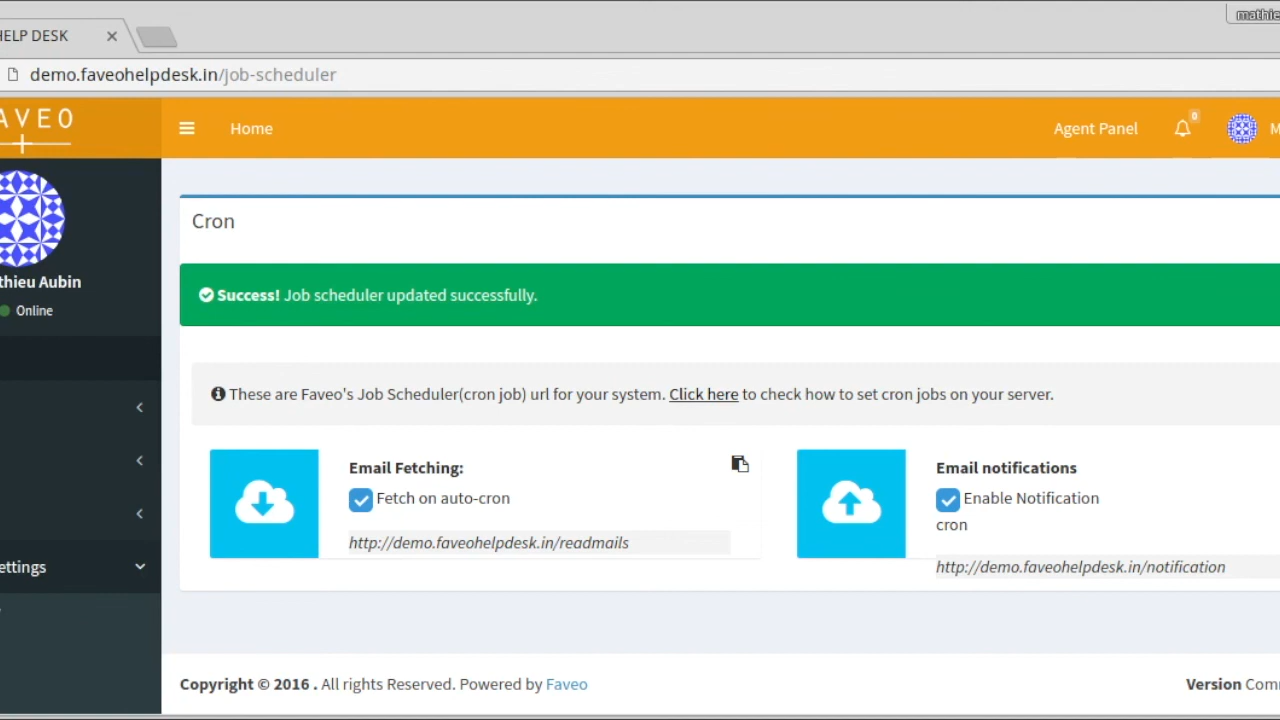 mathie
HELP DESK
demo.faveohelpdesk.in/job-scheduler
AVEO
Home
Agent Panel
0
M
Cron
thieu Aubin
Online
Success! Job scheduler updated successfully.
These are Faveo's Job Scheduler(cron job) url for your system. Click here to check how to set cron jobs on your server.
Email Fetching:
Fetch on auto-cron
http://demo.faveohelpdesk.in/readmails
Email notifications
Enable Notification
cron
http://demo.faveohelpdesk.in/notification
ettings
Copyright © 2016 . All rights Reserved. Powered by Faveo
Version Com